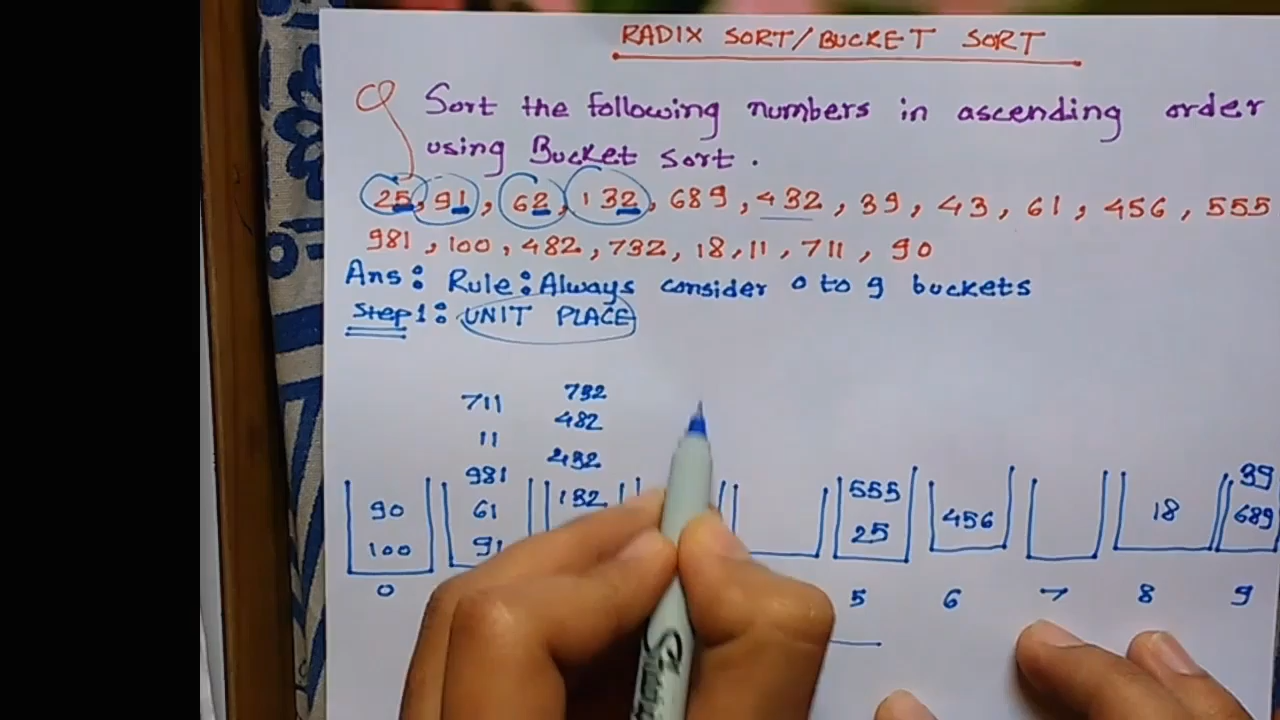 RADIX SORT/BUCKET SORT
Q Sort the following numbers in ascending order
using Bucket sort.
25, 91, 62, 132, 689, 432, 39, 43, 61, 456, 555
981, 100, 482, 732, 18, 11, 711, 90
Ans: Rule: Always consider 0 to 9 buckets
Step1: UNIT PLACE
711 732
11 482
981 432
90 61 132 555 456 18 39
100 91 25 689
0 5 6 7 8 9